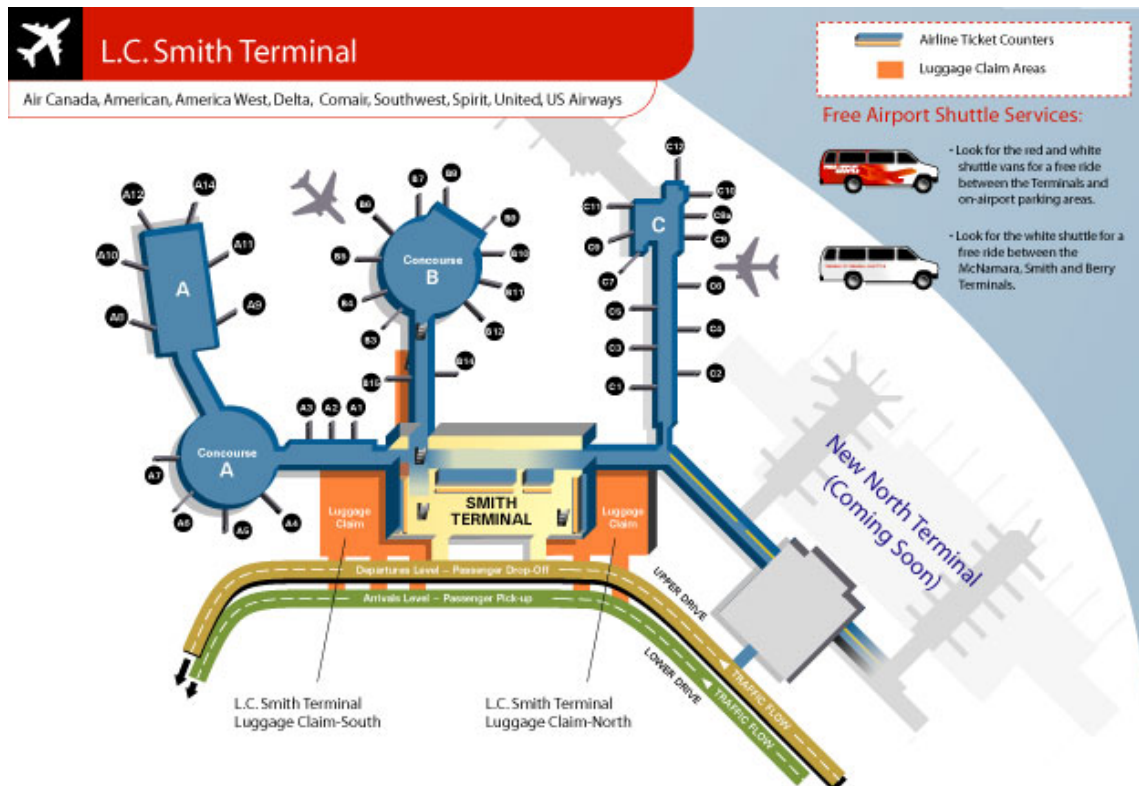 L.C. Smith Terminal
Air Canada, American, America West, Delta, Comair, Southwest, Spirit, United, US Airways
Airline Ticket Counters
Luggage Claim Areas
Free Airport Shuttle Services:
- Look for the red and white
shuttle vans for a free ride
between the Terminals and
on-airport parking areas.
- Look for the white shuttle for a
free ride between the
McNamara, Smith and Berry
Terminals.
A12
A14
A10
A11
A8
A9
A
A3
A2
A1
Concourse
A
A7
A6
A5
A4
B7
B8
B6
B9
B5
B10
Concourse
B
B4
B11
B3
B12
B14
B15
C12
C11
C10
C
C8a
C9
C8
C7
C6
C5
C4
C3
C2
C1
Luggage
Claim
SMITH
TERMINAL
Luggage
Claim
New North Terminal
(Coming Soon)
Departures Level – Passenger Drop-Off
Arrivals Level – Passenger Pick-up
UPPER DRIVE
LOWER DRIVE
TRAFFIC FLOW
TRAFFIC FLOW
L.C. Smith Terminal
Luggage Claim-South
L.C. Smith Terminal
Luggage Claim-North